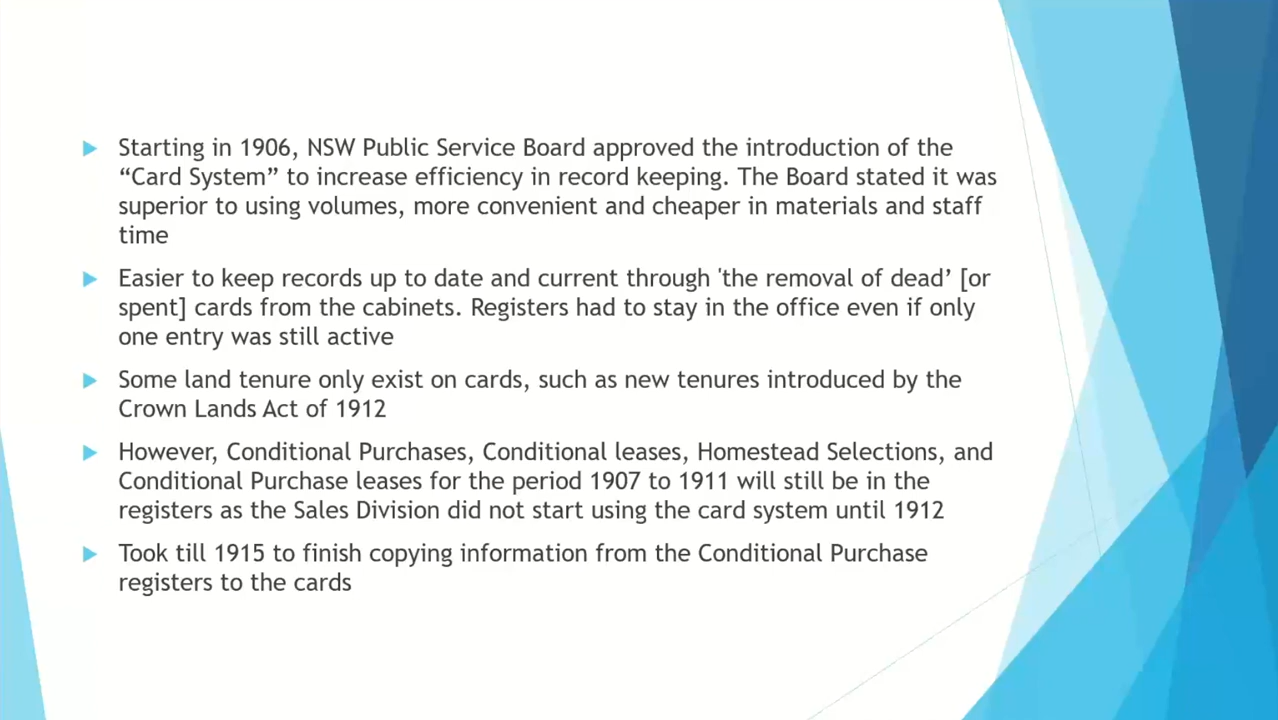 Starting in 1906, NSW Public Service Board approved the introduction of the
“Card System” to increase efficiency in record keeping. The Board stated it was
superior to using volumes, more convenient and cheaper in materials and staff
time
Easier to keep records up to date and current through 'the removal of dead’ [or
spent] cards from the cabinets. Registers had to stay in the office even if only
one entry was still active
Some land tenure only exist on cards, such as new tenures introduced by the
Crown Lands Act of 1912
However, Conditional Purchases, Conditional leases, Homestead Selections, and
Conditional Purchase leases for the period 1907 to 1911 will still be in the
registers as the Sales Division did not start using the card system until 1912
Took till 1915 to finish copying information from the Conditional Purchase
registers to the cards